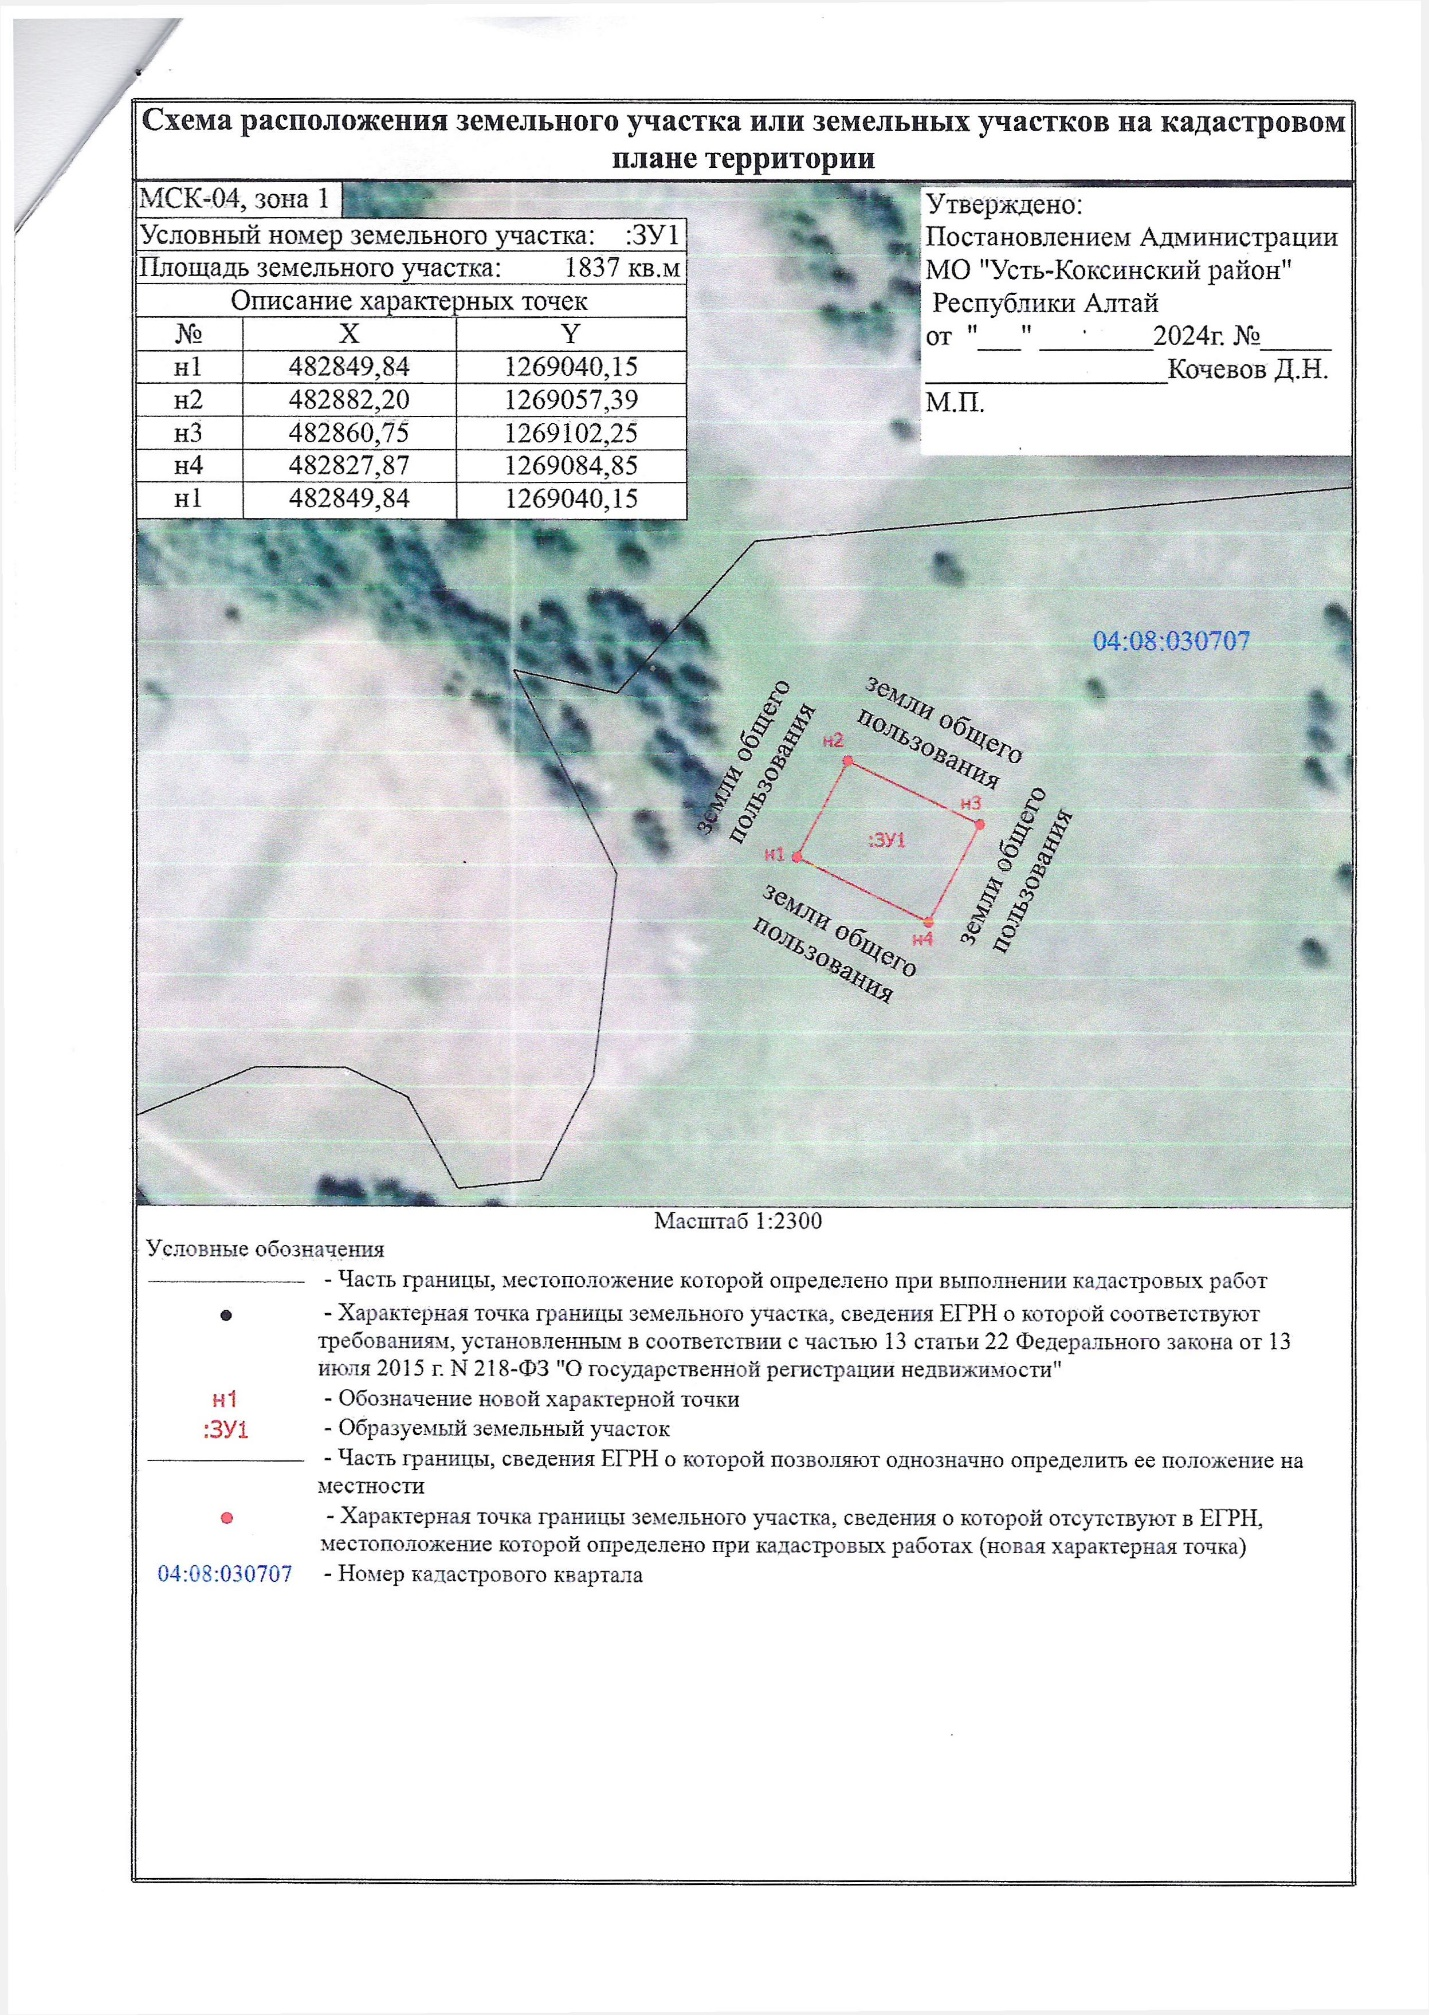 Схема расположения земельного участка или земельных участков на кадастровом
плане территории
МСК-04, зона 1
Условный номер земельного участка: :ЗУ1
Площадь земельного участка: 1837 кв.м
Описание характерных точек
№ X Y
н1 482849,84 1269040,15
н2 482882,20 1269057,39
н3 482860,75 1269102,25
н4 482827,87 1269084,85
н1 482849,84 1269040,15
Утверждено:
Постановлением Администрации
МО "Усть-Коксинский район"
Республики Алтай
от "___" ________2024г. №_____
_________________Кочевов Д.Н.
М.П.
04:08:030707
земли общего
пользования
земли общего
пользования
н2
н3
:ЗУ1
н1
н4
земли общего
пользования
земли общего
пользования
Масштаб 1:2300
Условные обозначения
- Часть границы, местоположение которой определено при выполнении кадастровых работ
- Характерная точка границы земельного участка, сведения ЕГРН о которой соответствуют
требованиям, установленным в соответствии с частью 13 статьи 22 Федерального закона от 13
июля 2015 г. N 218-ФЗ "О государственной регистрации недвижимости"
н1 - Обозначение новой характерной точки
:ЗУ1 - Образуемый земельный участок
- Часть границы, сведения ЕГРН о которой позволяют однозначно определить ее положение на
местности
- Характерная точка границы земельного участка, сведения о которой отсутствуют в ЕГРН,
местоположение которой определено при кадастровых работах (новая характерная точка)
04:08:030707 - Номер кадастрового квартала